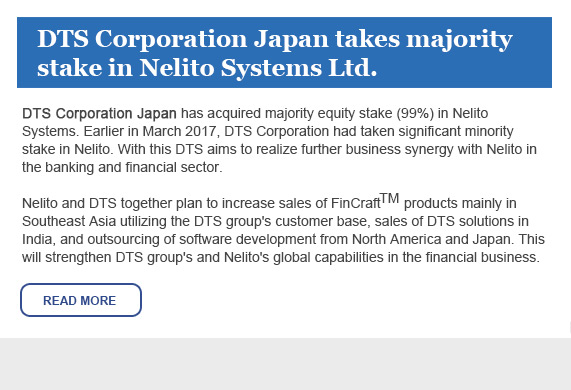 DTS Corporation Japan takes majority
stake in Nelito Systems Ltd.
DTS Corporation Japan has acquired majority equity stake (99%) in Nelito
Systems. Earlier in March 2017, DTS Corporation had taken significant minority
stake in Nelito. With this DTS aims to realize further business synergy with Nelito in
the banking and financial sector.
Nelito and DTS together plan to increase sales of FinCraft™ products mainly in
Southeast Asia utilizing the DTS group's customer base, sales of DTS solutions in
India, and outsourcing of software development from North America and Japan. This
will strengthen DTS group's and Nelito's global capabilities in the financial business.
READ MORE